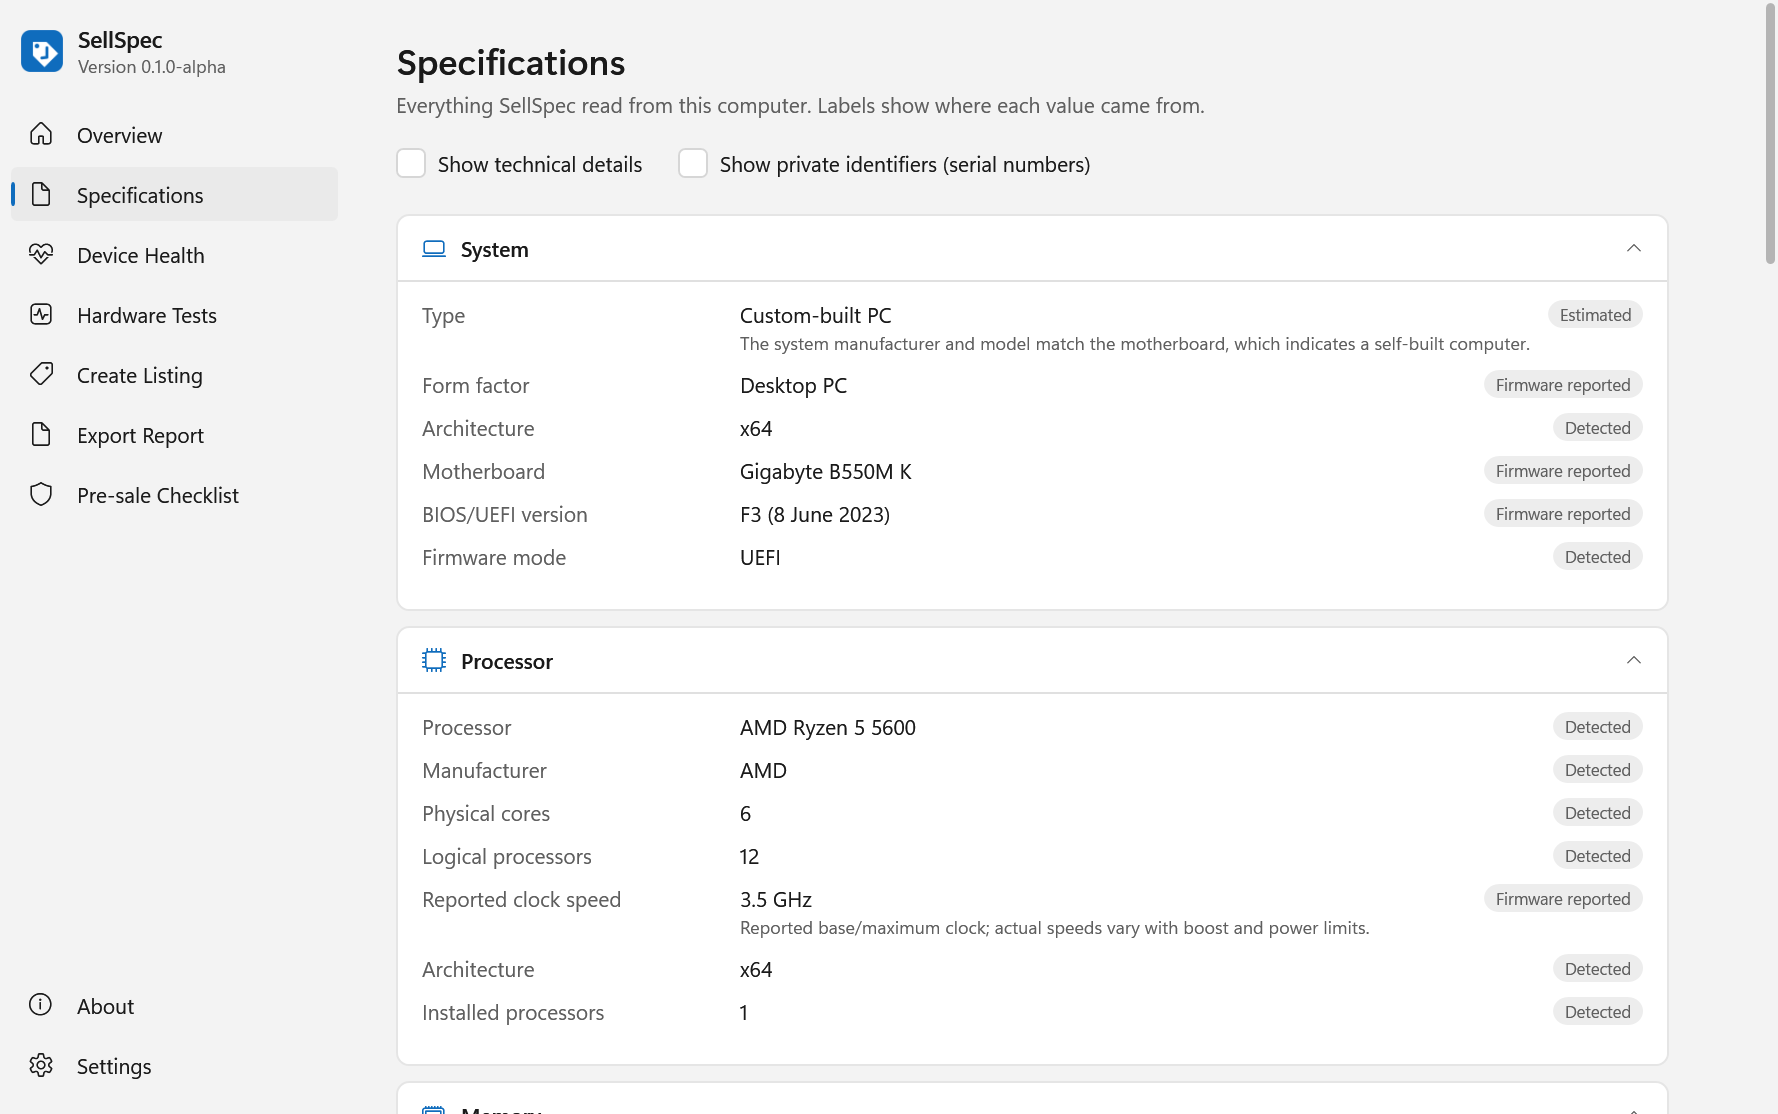 SellSpec
Version 0.1.0-alpha
Overview
Specifications
Device Health
Hardware Tests
Create Listing
Export Report
Pre-sale Checklist
About
Settings
Specifications
Everything SellSpec read from this computer. Labels show where each value came from.
Show technical details Show private identifiers (serial numbers)
System
Type Custom-built PC Estimated
The system manufacturer and model match the motherboard, which indicates a self-built computer.
Form factor Desktop PC Firmware reported
Architecture x64 Detected
Motherboard Gigabyte B550M K Firmware reported
BIOS/UEFI version F3 (8 June 2023) Firmware reported
Firmware mode UEFI Detected
Processor
Processor AMD Ryzen 5 5600 Detected
Manufacturer AMD Detected
Physical cores 6 Detected
Logical processors 12 Detected
Reported clock speed 3.5 GHz Firmware reported
Reported base/maximum clock; actual speeds vary with boost and power limits.
Architecture x64 Detected
Installed processors 1 Detected
Memory